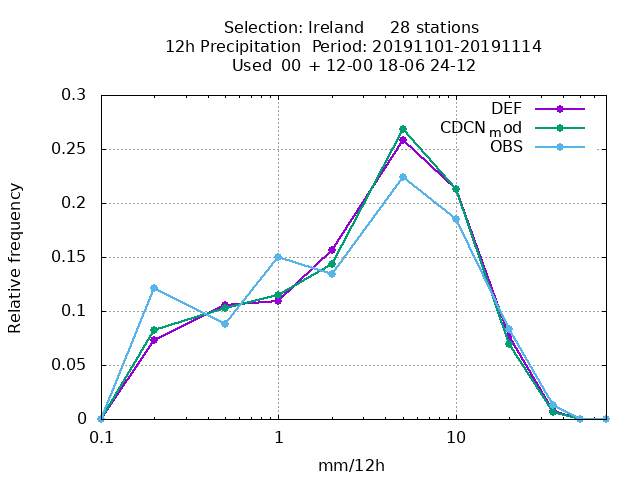 Selection: Ireland 28 stations
12h Precipitation Period: 20191101-20191114
Used 00 + 12-00 18-06 24-12
0.3
0.25
0.2
0.15
0.1
0.05
0
0.1 1 10
Relative frequency
mm/12h
DEF
CDCNmod
OBS